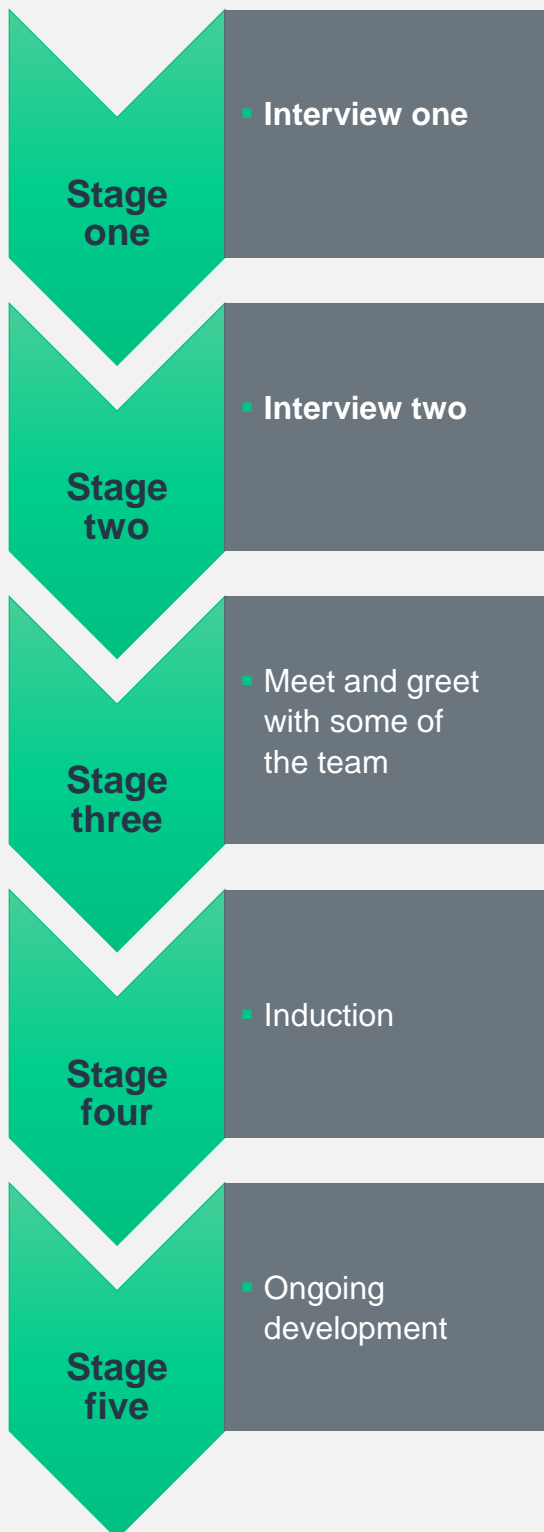 Stage
one
▪ Interview one
Stage
two
▪ Interview two
Stage
three
▪ Meet and greet
with some of
the team
Stage
four
▪ Induction
Stage
five
▪ Ongoing
development